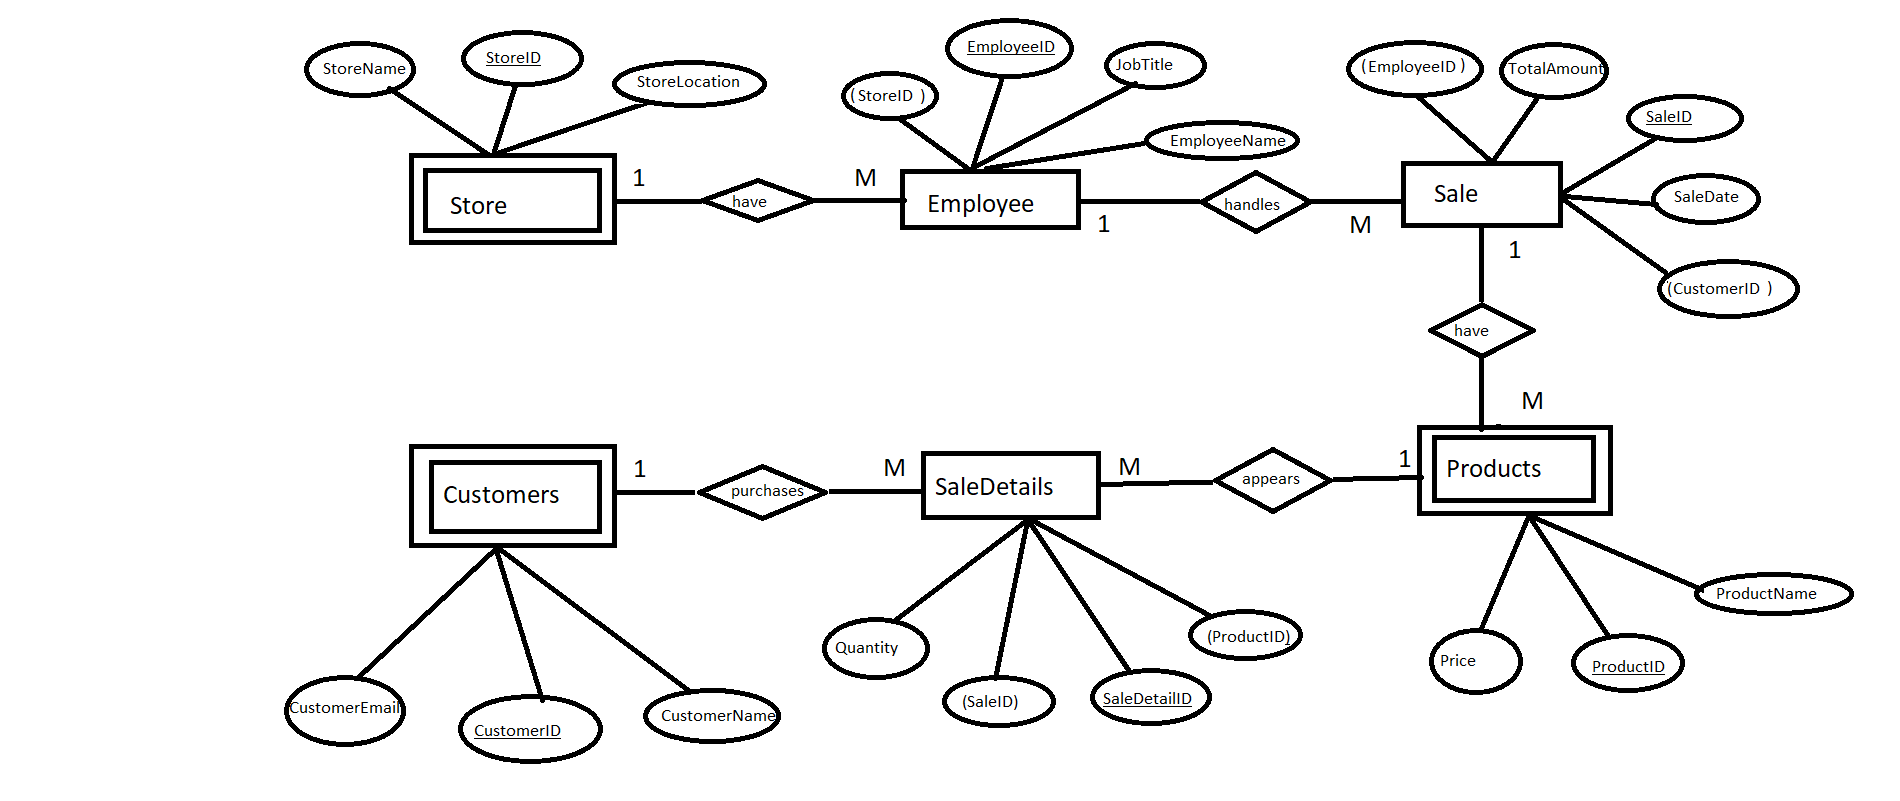 StoreName
StoreID
StoreLocation
(StoreID )
EmployeeID
JobTitle
EmployeeName
(EmployeeID )
TotalAmount
SaleID
SaleDate
(CustomerID )
Store
1
have
M
Employee
1
handles
M
Sale
1
have
M
Customers
1
purchases
M
SaleDetails
M
appears
1
Products
CustomerEmail
CustomerID
CustomerName
Quantity
(SaleID)
SaleDetailID
(ProductID)
Price
ProductID
ProductName